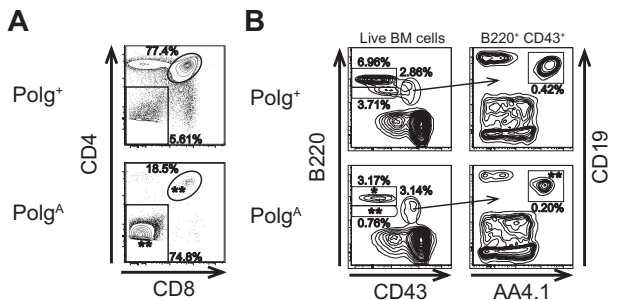 A
B
Live BM cells
B220⁺ CD43⁺
Polg⁺
77.4%
5.61%
6.96%
2.86%
3.71%
0.42%
Polgᴬ
18.5%
**
**
74.8%
3.17%
*
**
0.76%
3.14%
**
0.20%
CD4
CD8
B220
CD43
CD19
AA4.1
Polg⁺
Polgᴬ